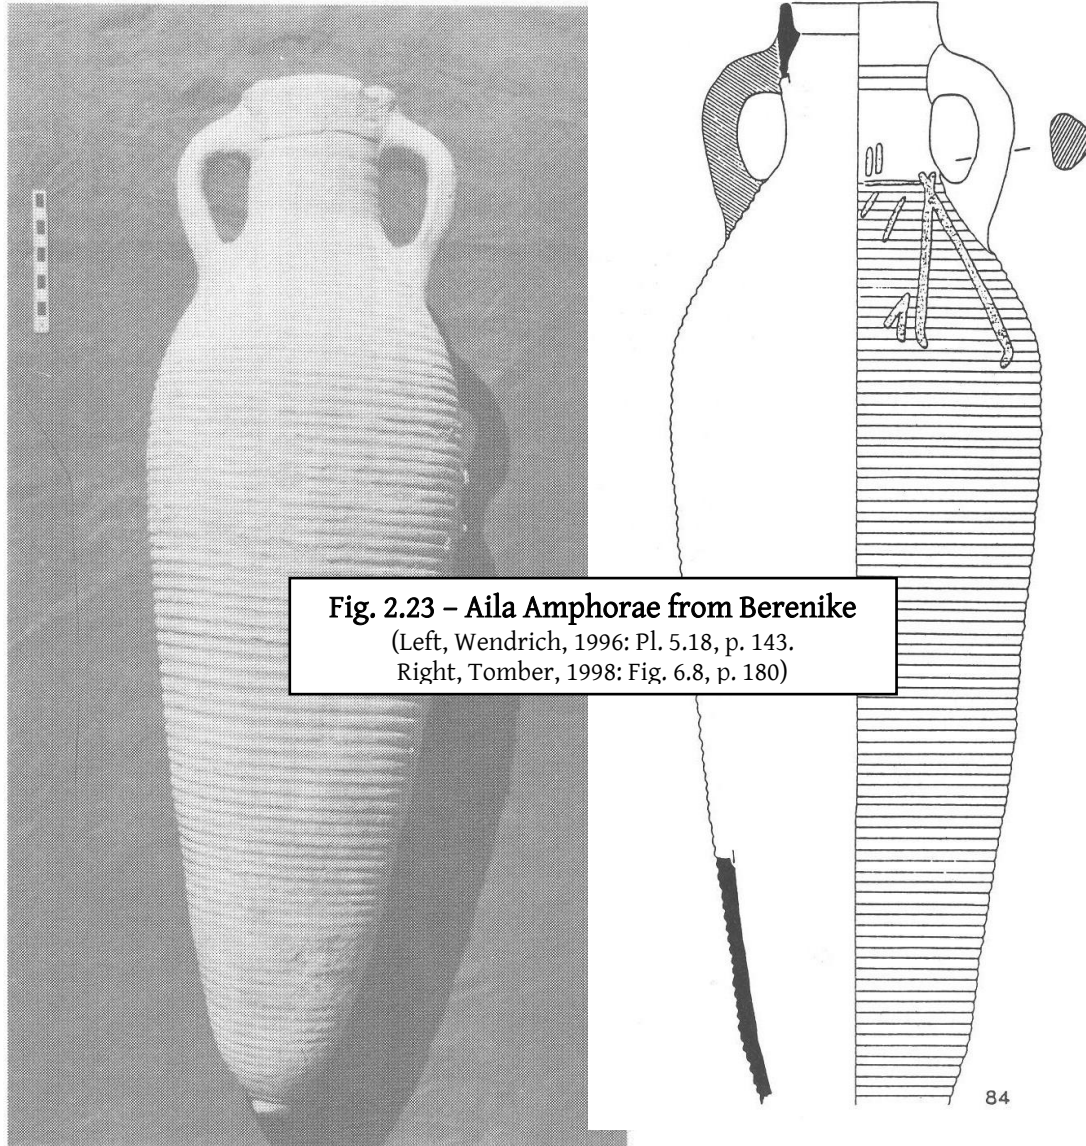 Fig. 2.23 – Aila Amphorae from Berenike
(Left, Wendrich, 1996: Pl. 5.18, p. 143.
Right, Tomber, 1998: Fig. 6.8, p. 180)
84